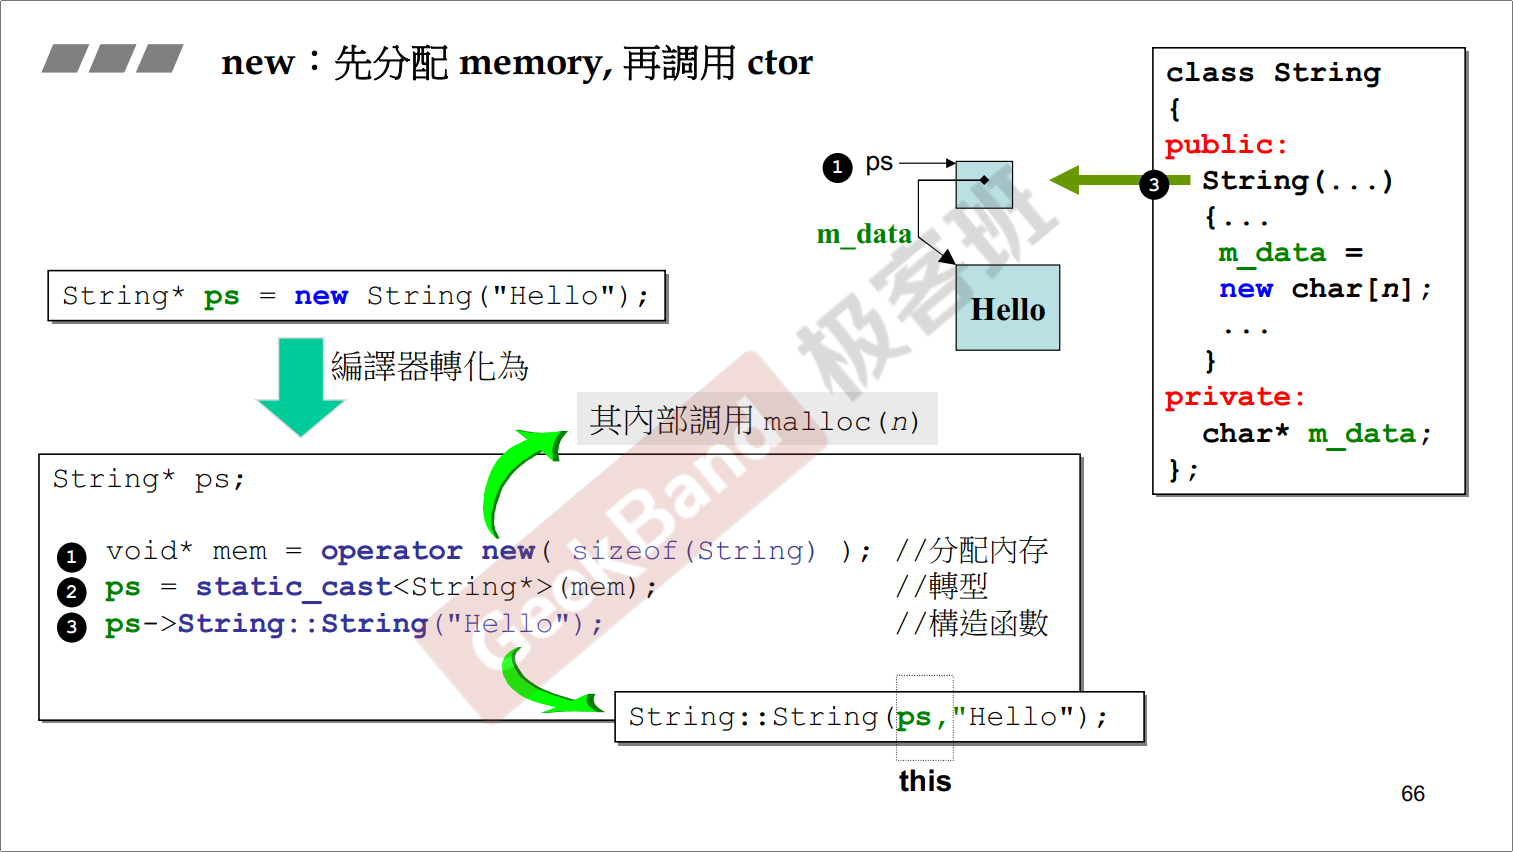 new：先分配 memory, 再調用 ctor
class String
{
public:
String(...)
{...
m_data =
new char[n];
...
}
private:
char* m_data;
};
1 ps
3
m_data
Hello
String* ps = new String("Hello");
編譯器轉化為
其內部調用 malloc(n)
String* ps;
1 void* mem = operator new( sizeof(String) ); //分配內存
2 ps = static_cast<String*>(mem); //轉型
3 ps->String::String("Hello"); //構造函數
String::String(ps,"Hello");
this
GeekBand 极客班
66